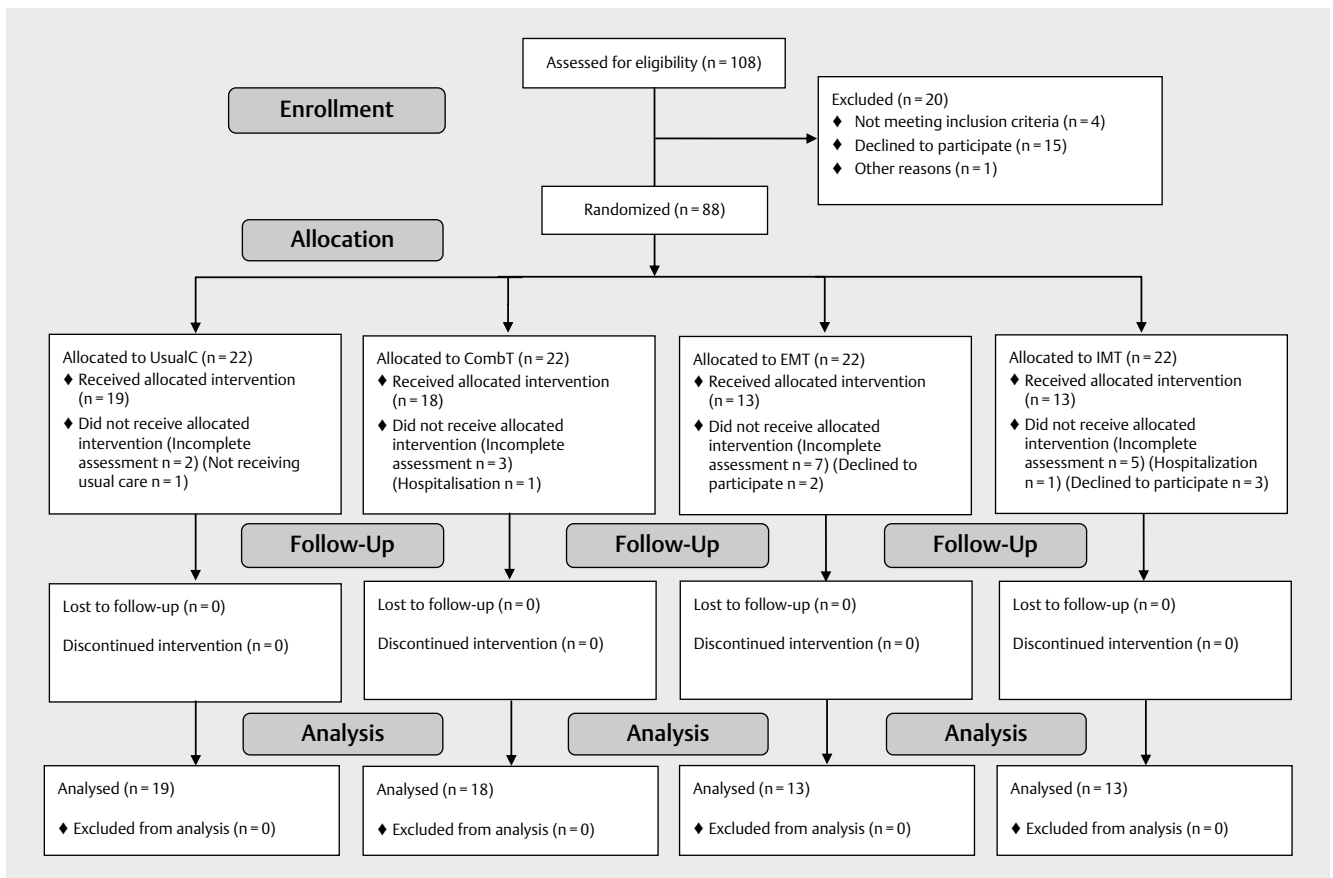 Assessed for eligibility (n = 108)
Enrollment
Excluded (n = 20)
♦ Not meeting inclusion criteria (n = 4)
♦ Declined to participate (n = 15)
♦ Other reasons (n = 1)
Randomized (n = 88)
Allocation
Allocated to UsualC (n = 22)
♦ Received allocated intervention
(n = 19)
♦ Did not receive allocated
intervention (Incomplete
assessment n = 2) (Not receiving
usual care n = 1)
Allocated to CombT (n = 22)
♦ Received allocated intervention
(n = 18)
♦ Did not receive allocated
intervention (Incomplete
assessment n = 3)
(Hospitalisation n = 1)
Allocated to EMT (n = 22)
♦ Received allocated intervention
(n = 13)
♦ Did not receive allocated
intervention (Incomplete
assessment n = 7) (Declined to
participate n = 2)
Allocated to IMT (n = 22)
♦ Received allocated intervention
(n = 13)
♦ Did not receive allocated
intervention (Incomplete
assessment n = 5) (Hospitalization
n = 1) (Declined to participate n = 3)
Follow-Up
Follow-Up
Follow-Up
Lost to follow-up (n = 0)
Discontinued intervention (n = 0)
Lost to follow-up (n = 0)
Discontinued intervention (n = 0)
Lost to follow-up (n = 0)
Discontinued intervention (n = 0)
Lost to follow-up (n = 0)
Discontinued intervention (n = 0)
Analysis
Analysis
Analysis
Analysed (n = 19)
♦ Excluded from analysis (n = 0)
Analysed (n = 18)
♦ Excluded from analysis (n = 0)
Analysed (n = 13)
♦ Excluded from analysis (n = 0)
Analysed (n = 13)
♦ Excluded from analysis (n = 0)